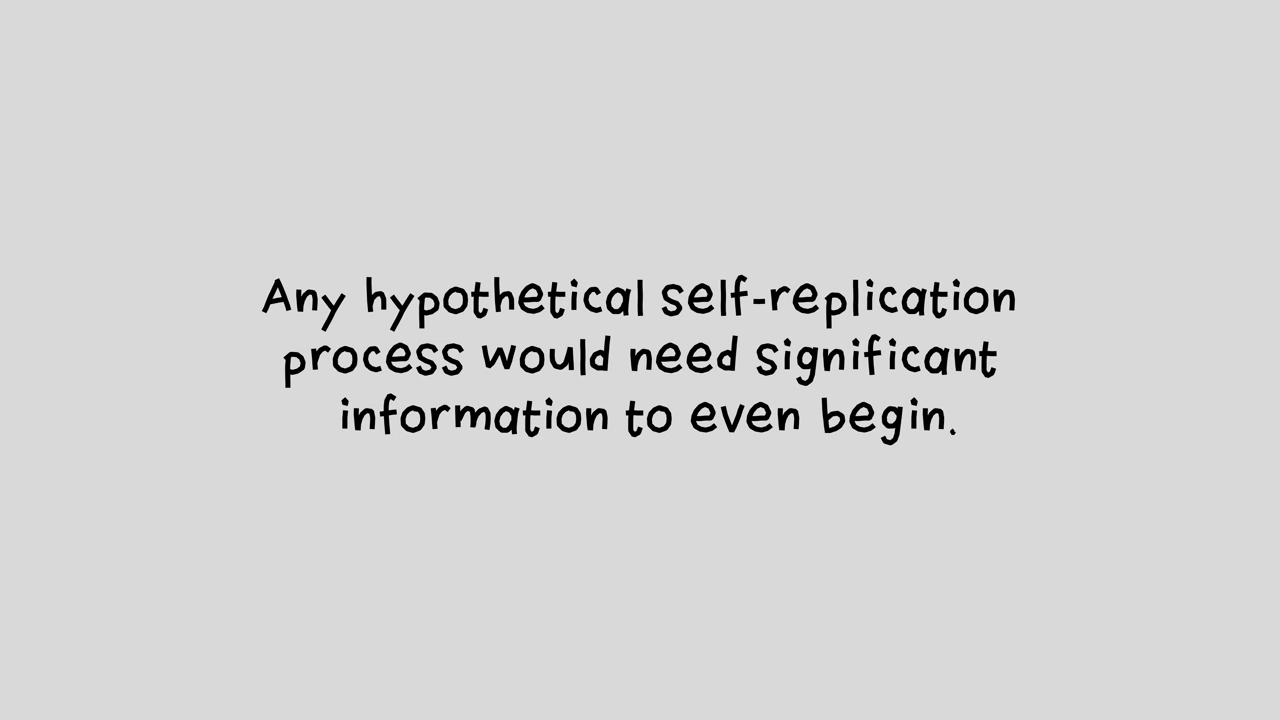 Any hypothetical self-replication
process would need significant
information to even begin.